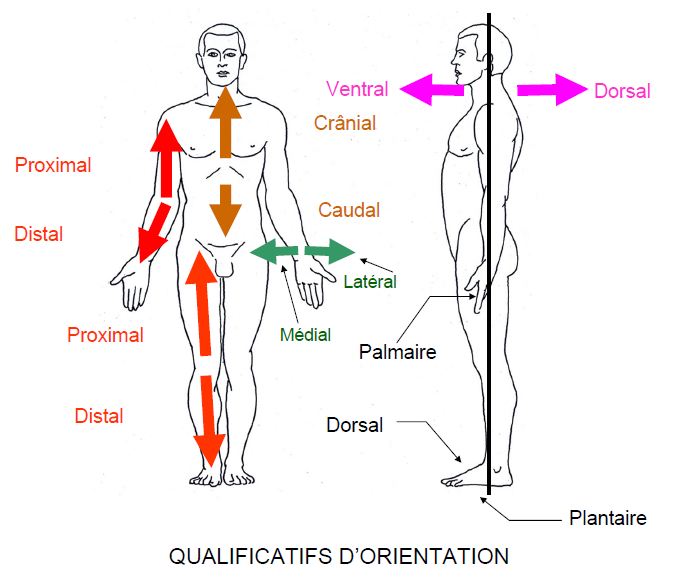 Ventral
Dorsal
Crânial
Proximal
Caudal
Distal
Latéral
Médial
Proximal
Palmaire
Distal
Dorsal
Plantaire
QUALIFICATIFS D'ORIENTATION